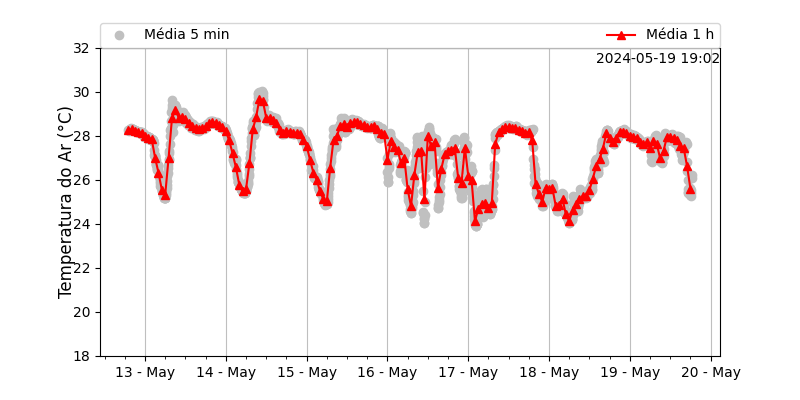 Média 5 min
Média 1 h
2024-05-19 19:02
Temperatura do Ar (°C)
32
30
28
26
24
22
20
18
13 - May
14 - May
15 - May
16 - May
17 - May
18 - May
19 - May
20 - May